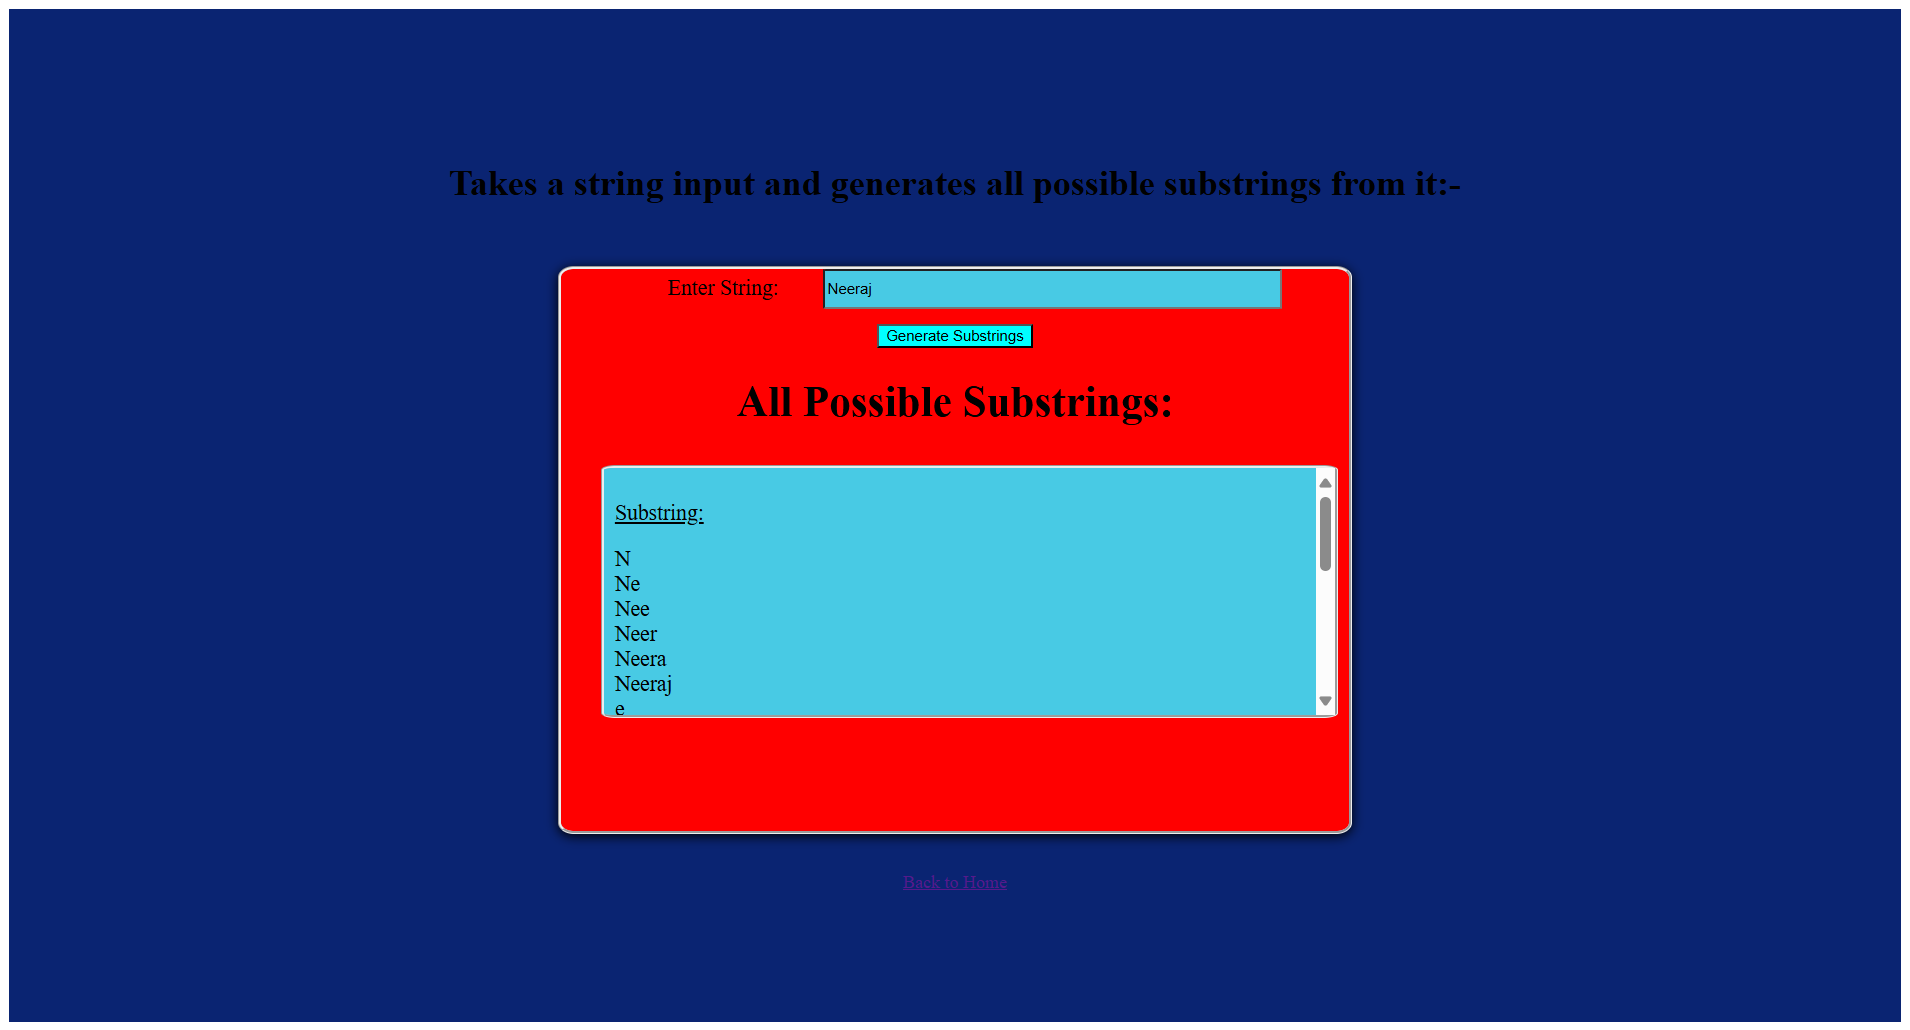 Takes a string input and generates all possible substrings from it:-
Enter String: Neeraj
Generate Substrings
All Possible Substrings:
Substring:
N
Ne
Nee
Neer
Neera
Neeraj
e
Back to Home